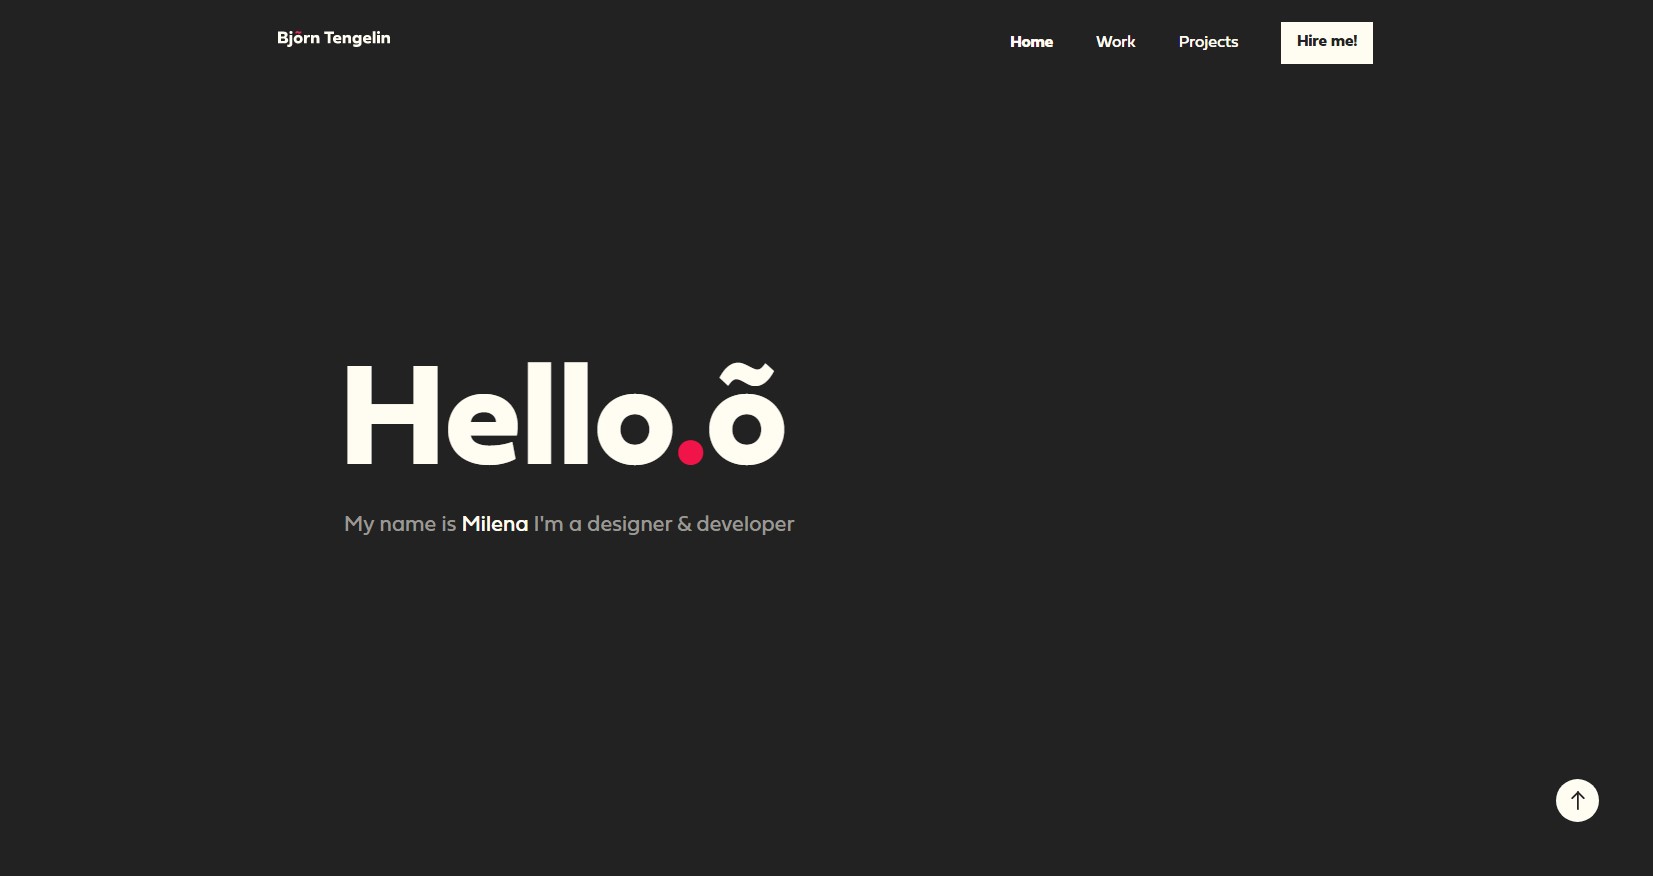 Björn Tengelin
Home Work Projects Hire me!
Hello.õ
My name is Milena I'm a designer & developer